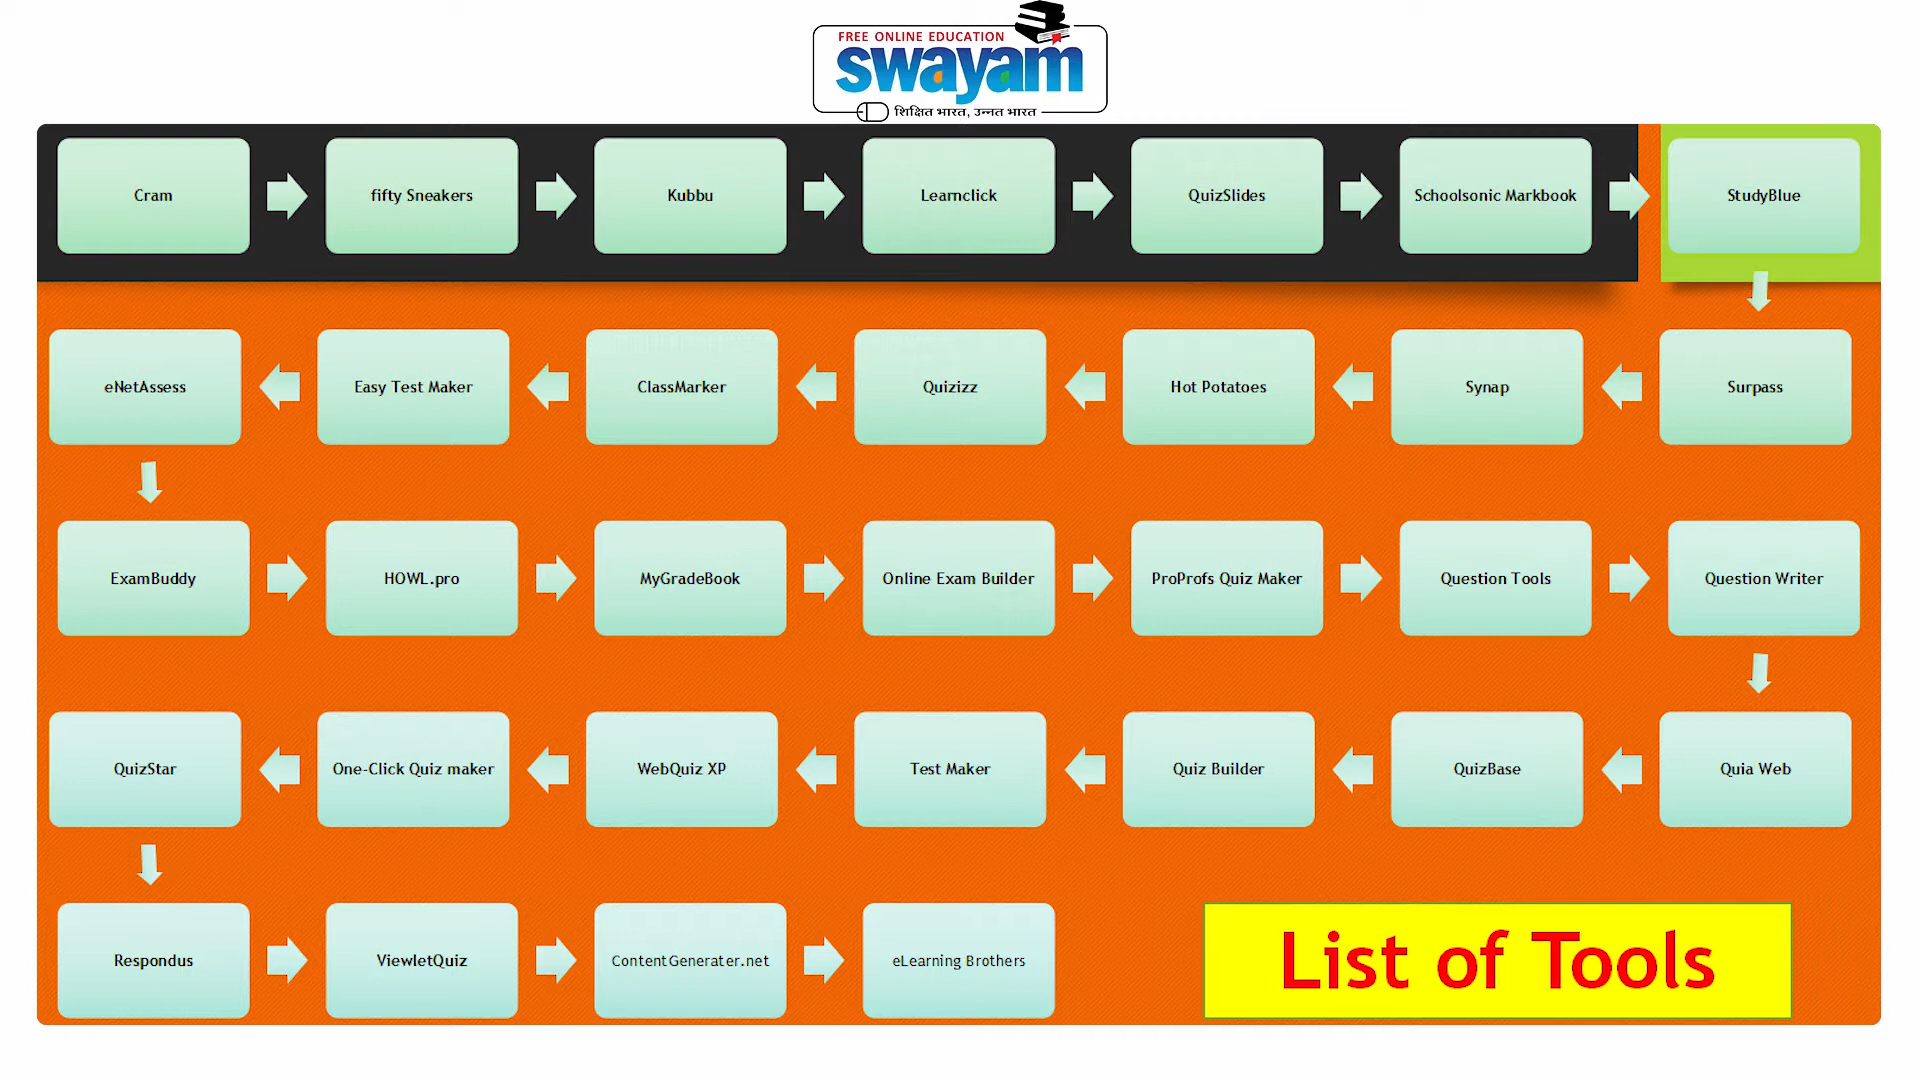 FREE ONLINE EDUCATION
swayam
शिक्षित भारत, उन्नत भारत
Cram
fifty Sneakers
Kubbu
Learnclick
QuizSlides
Schoolsonic Markbook
StudyBlue
Surpass
Synap
Hot Potatoes
Quizizz
ClassMarker
Easy Test Maker
eNetAssess
ExamBuddy
HOWL.pro
MyGradeBook
Online Exam Builder
ProProfs Quiz Maker
Question Tools
Question Writer
Quia Web
QuizBase
Quiz Builder
Test Maker
WebQuiz XP
One-Click Quiz maker
QuizStar
Respondus
ViewletQuiz
ContentGenerater.net
eLearning Brothers
List of Tools